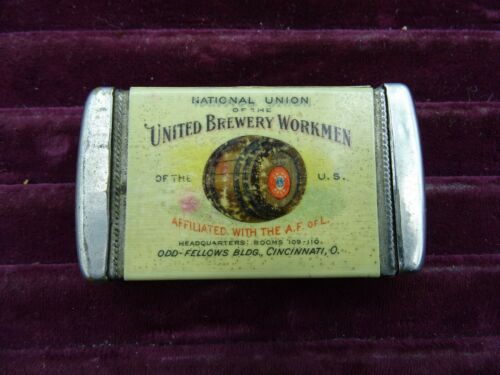 NATIONAL UNION
OF THE
UNITED BREWERY WORKMEN
OF THE U.S.
AFFILIATED WITH THE A.F. OF L.
HEADQUARTERS: ROOMS 109-110.
ODD-FELLOWS BLDG., CINCINNATI, O.